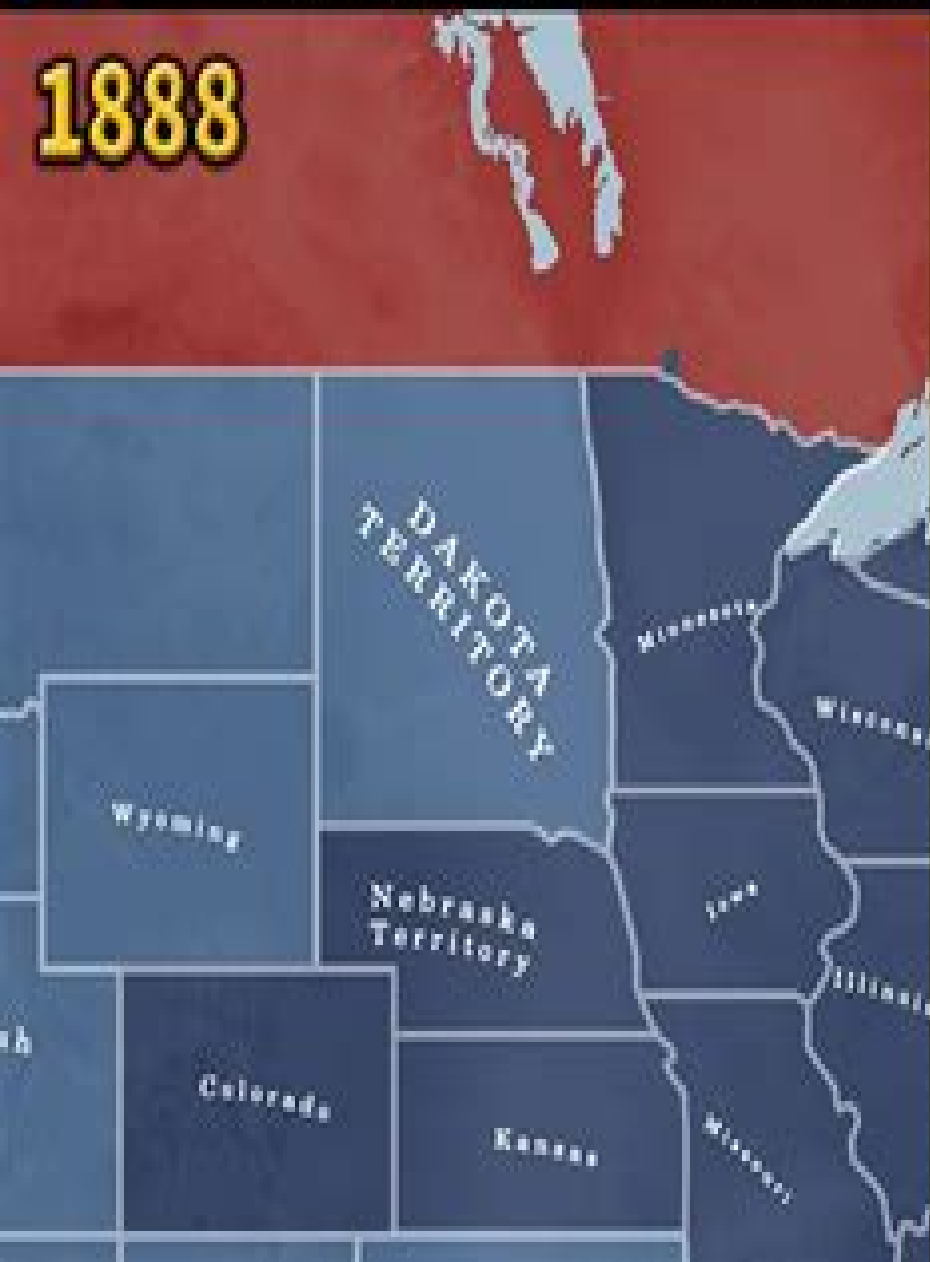 1888
DAKOTA
TERRITORY
Minnesota
Wyoming
Nebraska
Territory
Iowa
Colorado
Kansas
Missouri